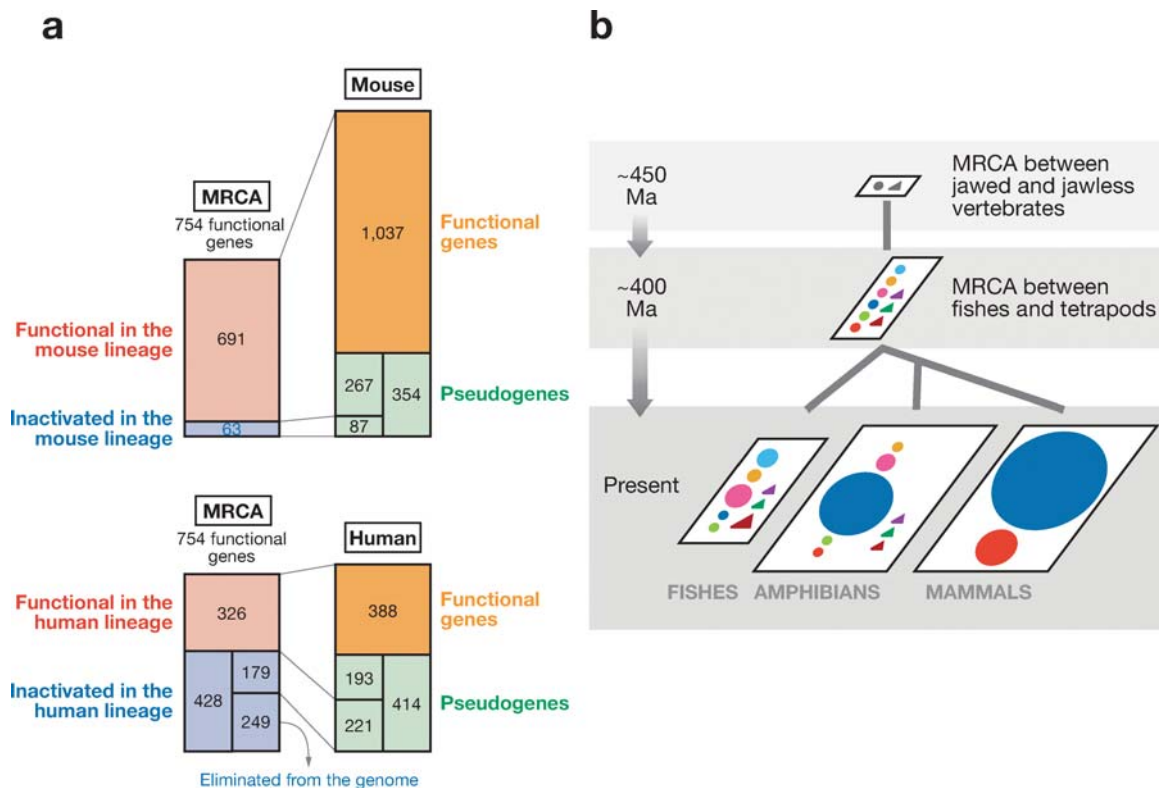 a
Mouse
MRCA
754 functional
genes
1,037
Functional
genes
Functional in the
mouse lineage
691
267
354
Pseudogenes
Inactivated in the
mouse lineage
63
87
MRCA
754 functional
genes
Human
Functional in the
human lineage
326
388
Functional
genes
Inactivated in the
human lineage
428
179
249
193
221
414
Pseudogenes
Eliminated from the genome
b
~450
Ma
MRCA between
jawed and jawless
vertebrates
~400
Ma
MRCA between
fishes and tetrapods
Present
FISHES
AMPHIBIANS
MAMMALS